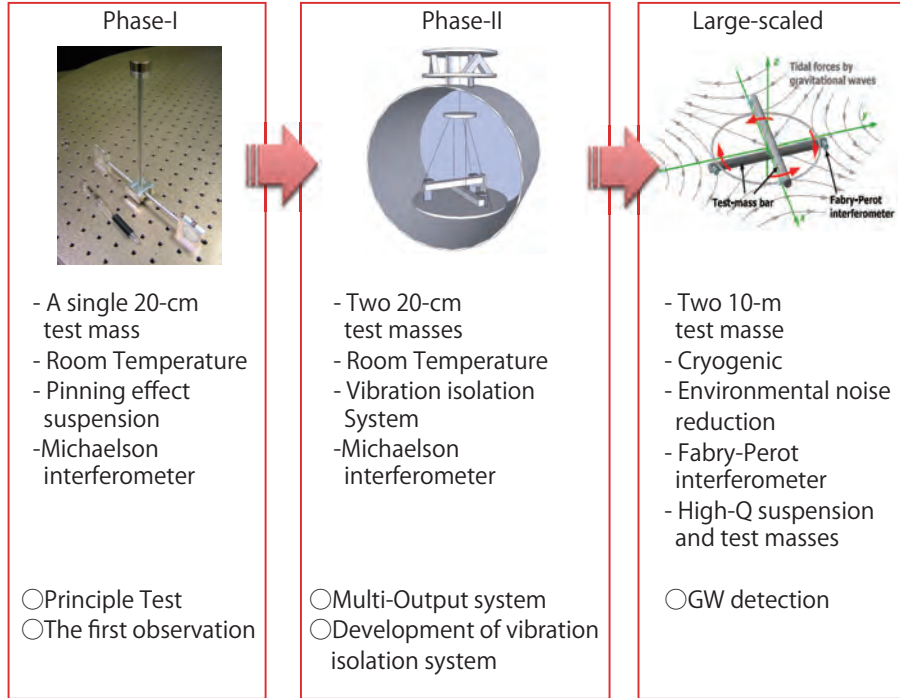 Phase-I
- A single 20-cm
test mass
- Room Temperature
- Pinning effect
suspension
-Michaelson
interferometer
○Principle Test
○The first observation
Phase-II
- Two 20-cm
test masses
- Room Temperature
- Vibration isolation
System
- Michaelson
interferometer
○Multi-Output system
○Development of vibration
isolation system
Large-scaled
Tidal forces by
gravitational waves
z
y
Test-mass bar
Fabry-Perot
interferometer
x
- Two 10-m
test masse
- Cryogenic
- Environmental noise
reduction
- Fabry-Perot
interferometer
- High-Q suspension
and test masses
○GW detection